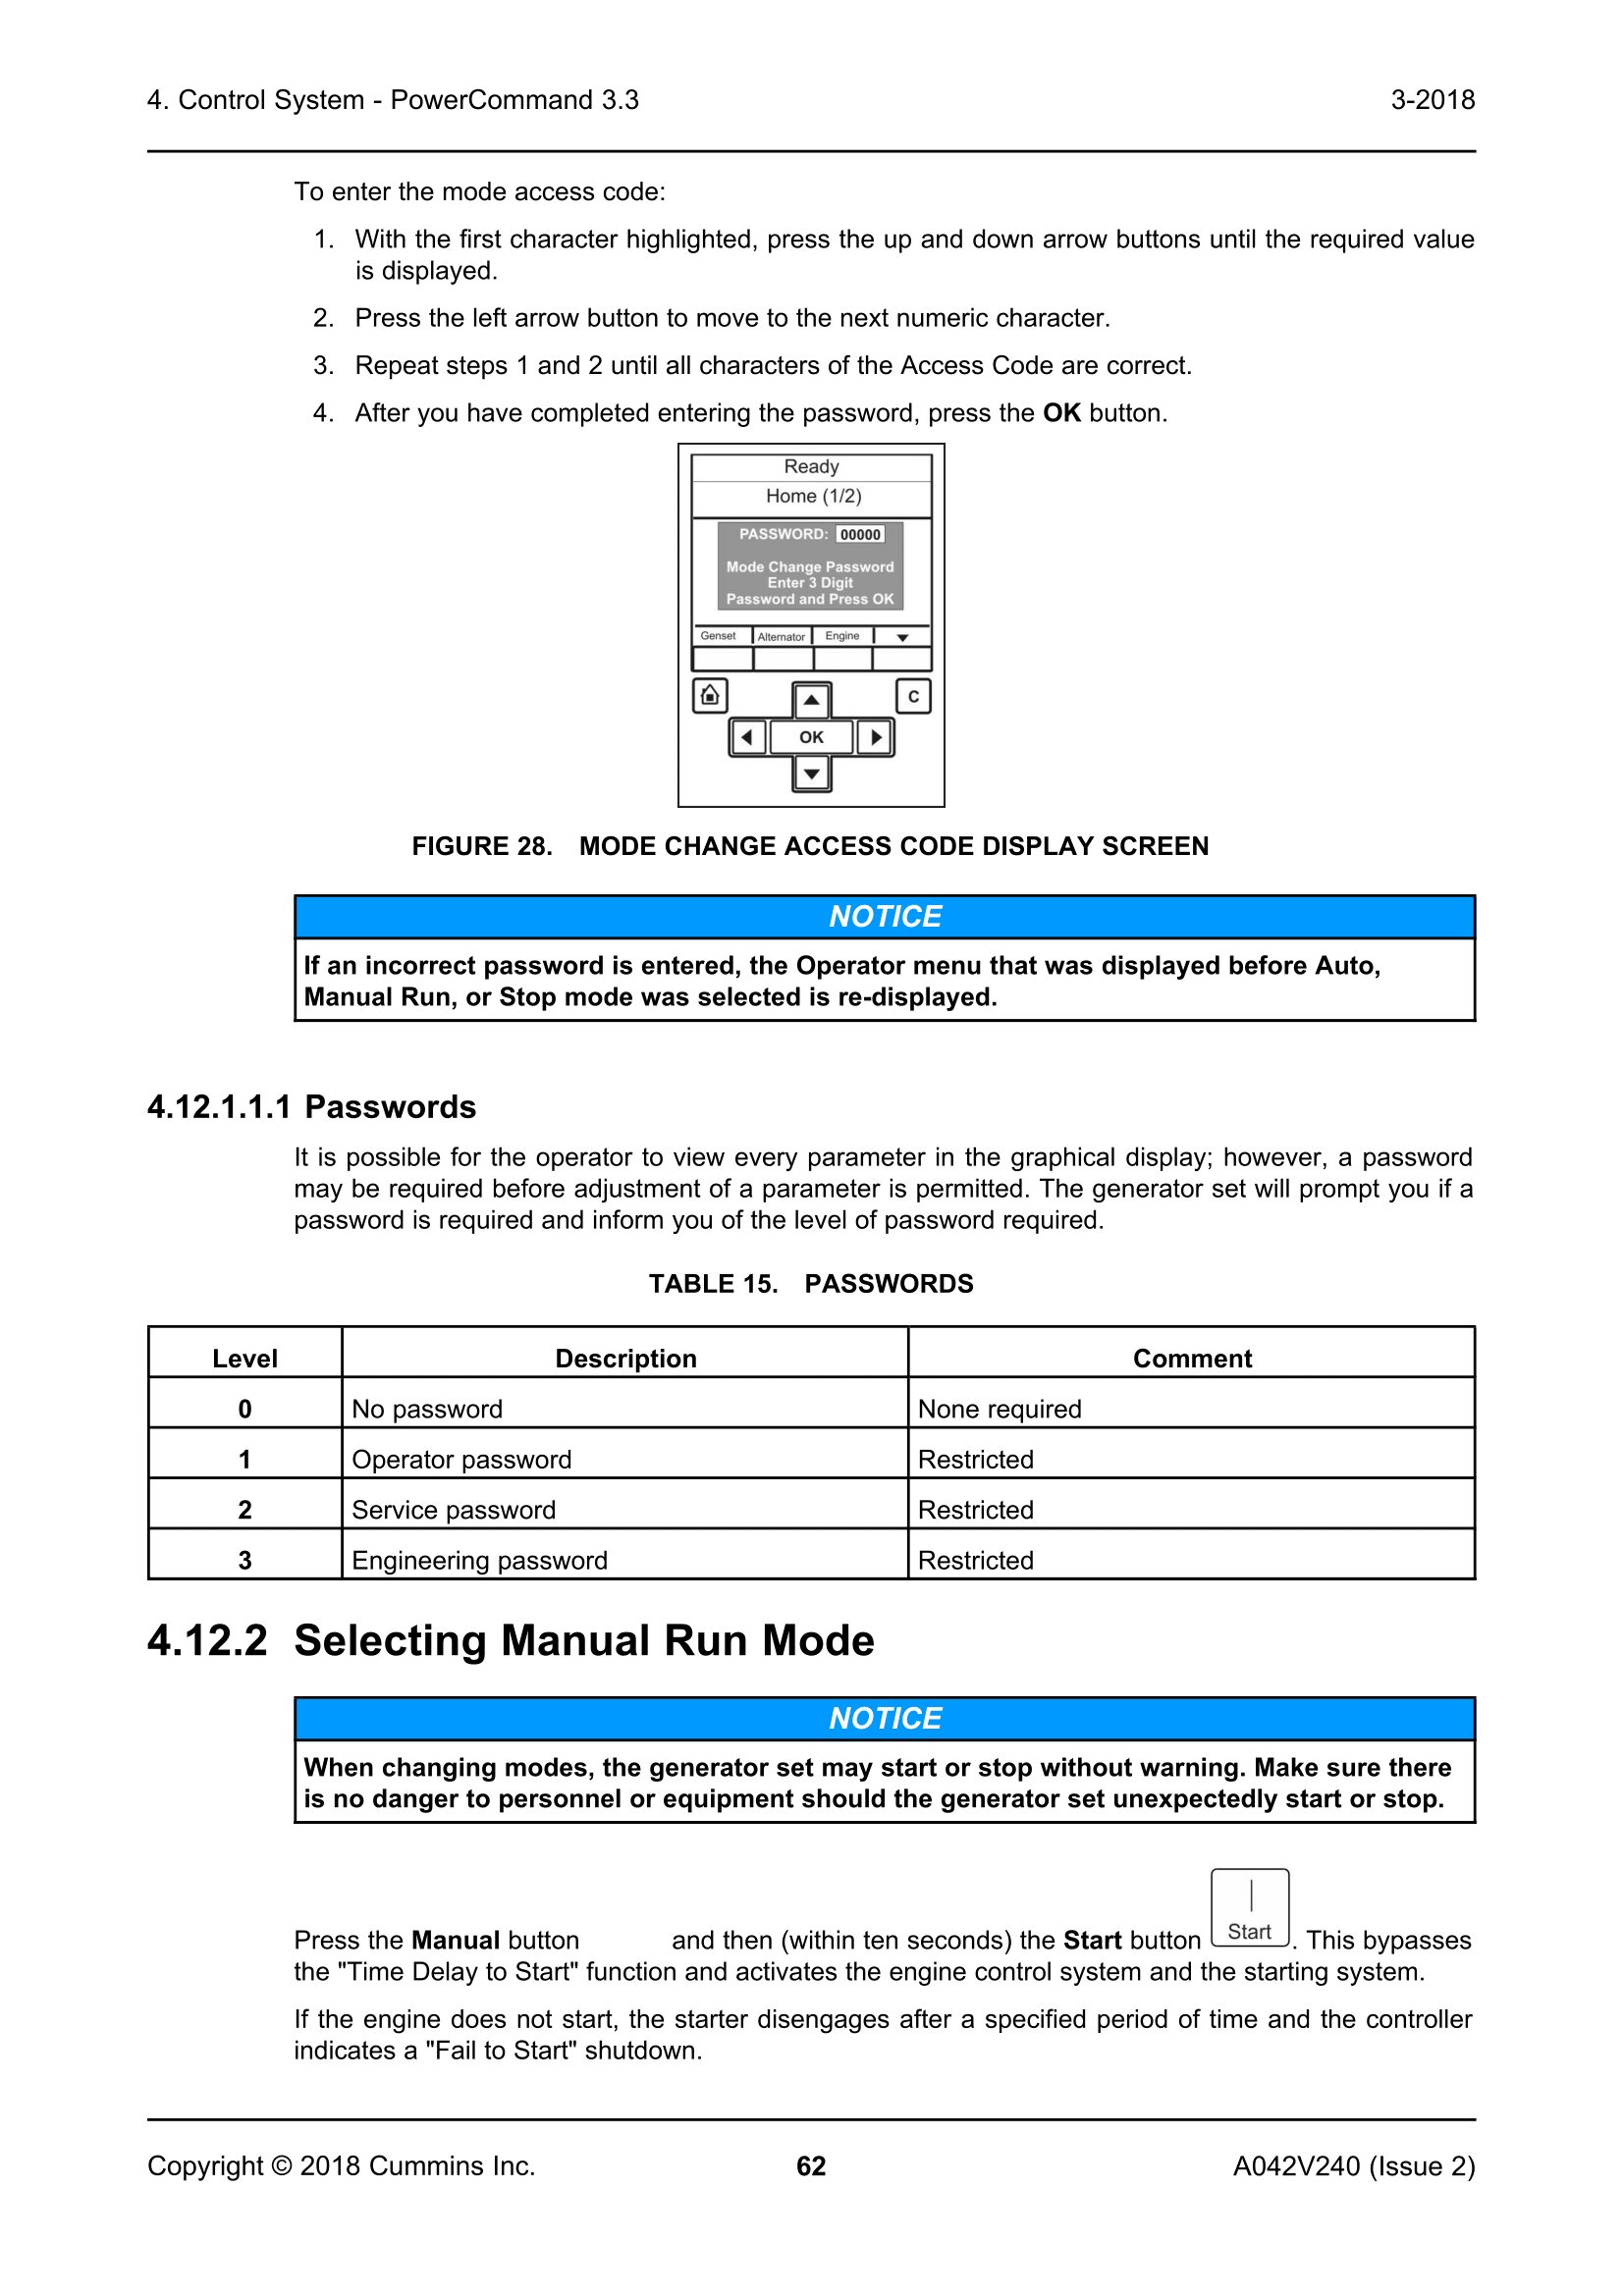 4. Control System - PowerCommand 3.3 3-2018
To enter the mode access code:
1. With the first character highlighted, press the up and down arrow buttons until the required value
is displayed.
2. Press the left arrow button to move to the next numeric character.
3. Repeat steps 1 and 2 until all characters of the Access Code are correct.
4. After you have completed entering the password, press the OK button.
Ready
Home (1/2)
PASSWORD: 00000
Mode Change Password
Enter 3 Digit
Password and Press OK
Genset Alternator Engine
C
OK
FIGURE 28. MODE CHANGE ACCESS CODE DISPLAY SCREEN
NOTICE
If an incorrect password is entered, the Operator menu that was displayed before Auto,
Manual Run, or Stop mode was selected is re-displayed.
4.12.1.1.1 Passwords
It is possible for the operator to view every parameter in the graphical display; however, a password
may be required before adjustment of a parameter is permitted. The generator set will prompt you if a
password is required and inform you of the level of password required.
TABLE 15. PASSWORDS
Level Description Comment
0 No password None required
1 Operator password Restricted
2 Service password Restricted
3 Engineering password Restricted
4.12.2 Selecting Manual Run Mode
NOTICE
When changing modes, the generator set may start or stop without warning. Make sure there
is no danger to personnel or equipment should the generator set unexpectedly start or stop.
Press the Manual button and then (within ten seconds) the Start button Start. This bypasses
the "Time Delay to Start" function and activates the engine control system and the starting system.
If the engine does not start, the starter disengages after a specified period of time and the controller
indicates a "Fail to Start" shutdown.
Copyright © 2018 Cummins Inc. 62 A042V240 (Issue 2)